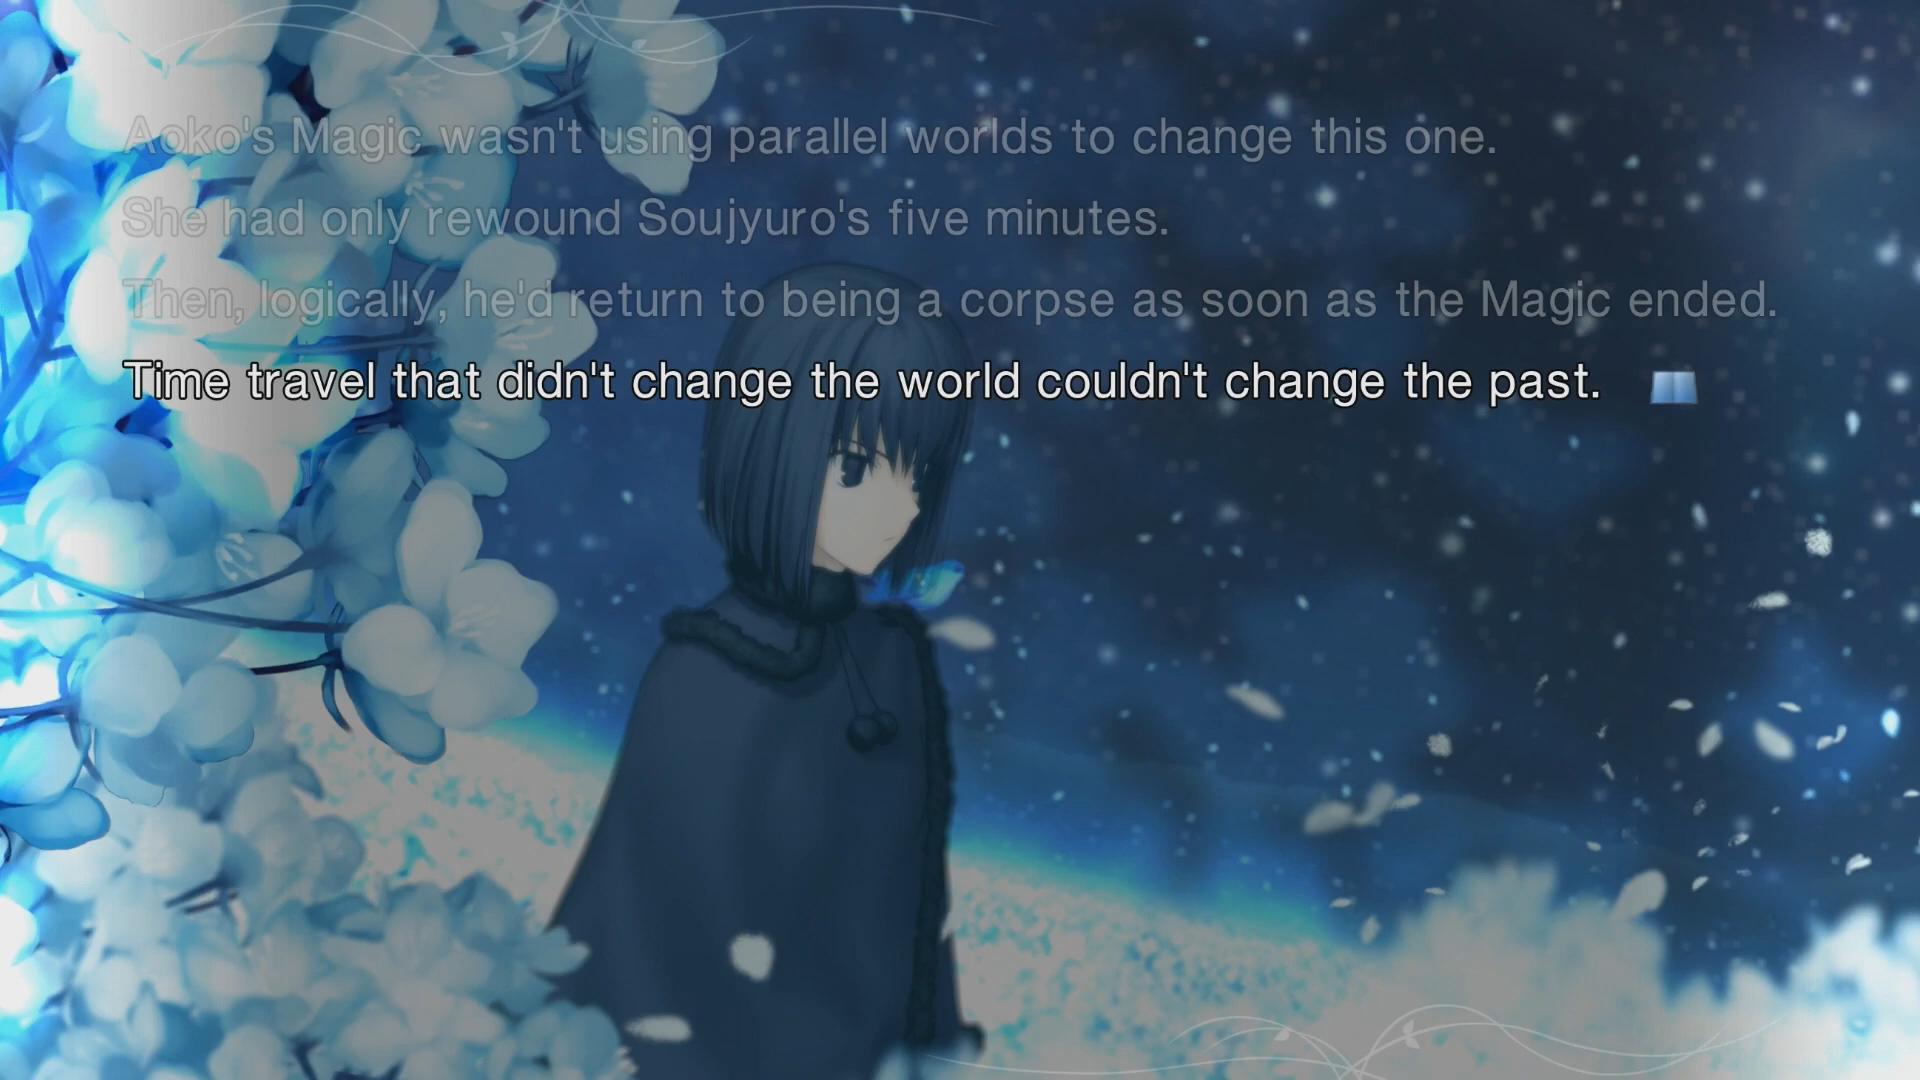 Aoko's Magic wasn't using parallel worlds to change this one.
She had only rewound Soujyuro's five minutes.
Then, logically, he'd return to being a corpse as soon as the Magic ended.
Time travel that didn't change the world couldn't change the past.